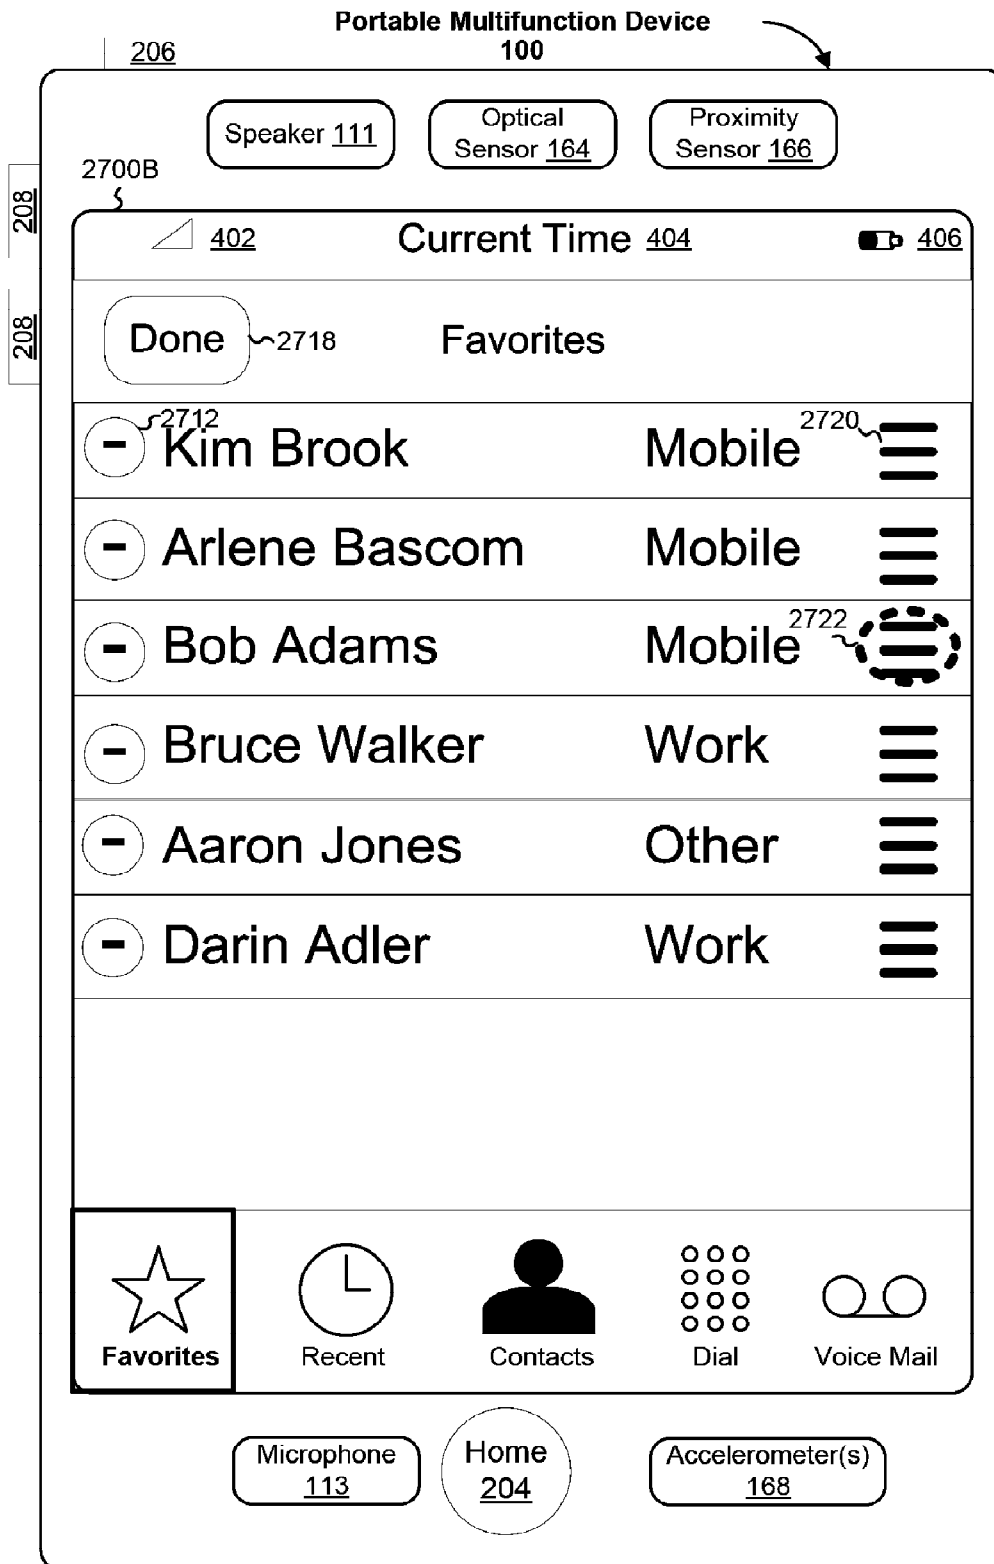 Portable Multifunction Device
100
206
Speaker 111
Optical
Sensor 164
Proximity
Sensor 166
2700B
208
402
Current Time 404
406
208
Done
2718
Favorites
2712
Kim Brook
Mobile
2720
Arlene Bascom
Mobile
Bob Adams
Mobile
2722
Bruce Walker
Work
Aaron Jones
Other
Darin Adler
Work
Favorites
Recent
Contacts
Dial
Voice Mail
Microphone
113
Home
204
Accelerometer(s)
168